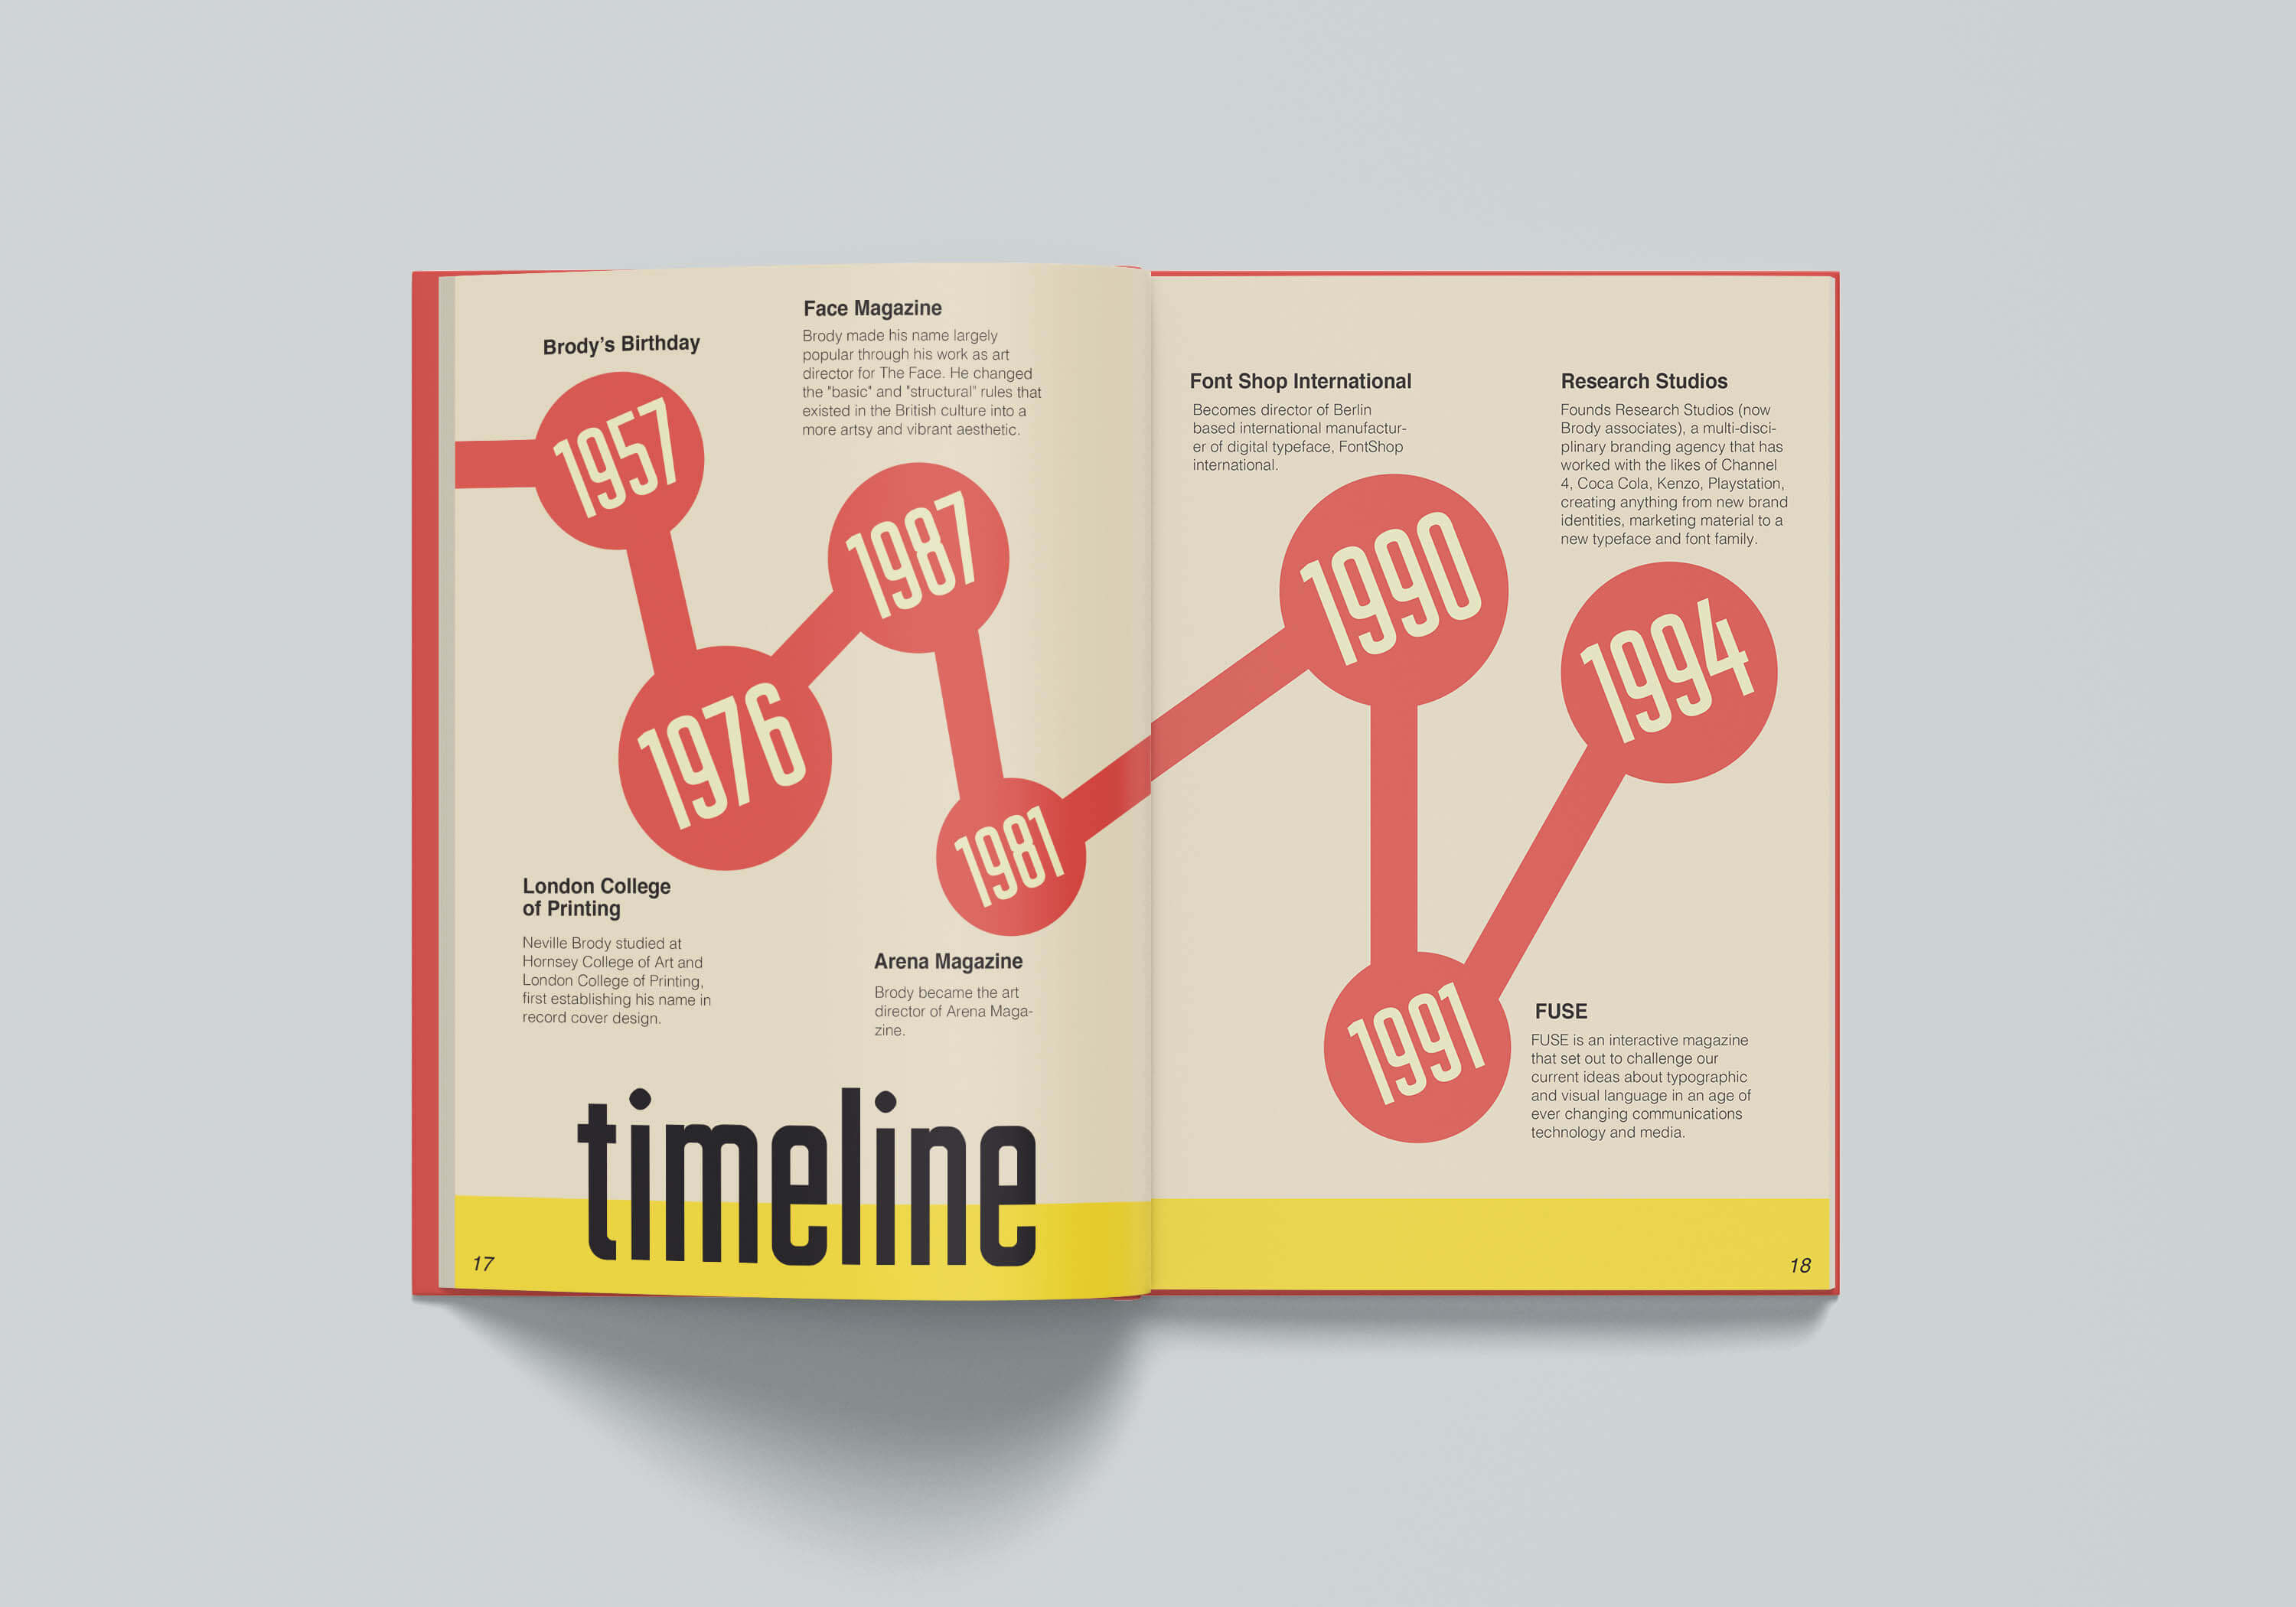 Brody's Birthday
1957
1976
London College
of Printing
Neville Brody studied at
Hornsey College of Art and
London College of Printing,
first establishing his name in
record cover design.
Face Magazine
Brody made his name largely
popular through his work as art
director for The Face. He changed
the "basic" and "structural" rules that
existed in the British culture into a
more artsy and vibrant aesthetic.
1987
1981
Arena Magazine
Brody became the art
director of Arena Maga-
zine.
timeline
17
Font Shop International
Becomes director of Berlin
based international manufactur-
er of digital typeface, FontShop
international.
1990
1991
FUSE
FUSE is an interactive magazine
that set out to challenge our
current ideas about typographic
and visual language in an age of
ever changing communications
technology and media.
Research Studios
Founds Research Studios (now
Brody associates), a multi-disci-
plinary branding agency that has
worked with the likes of Channel
4, Coca Cola, Kenzo, Playstation,
creating anything from new brand
identities, marketing material to a
new typeface and font family.
1994
18